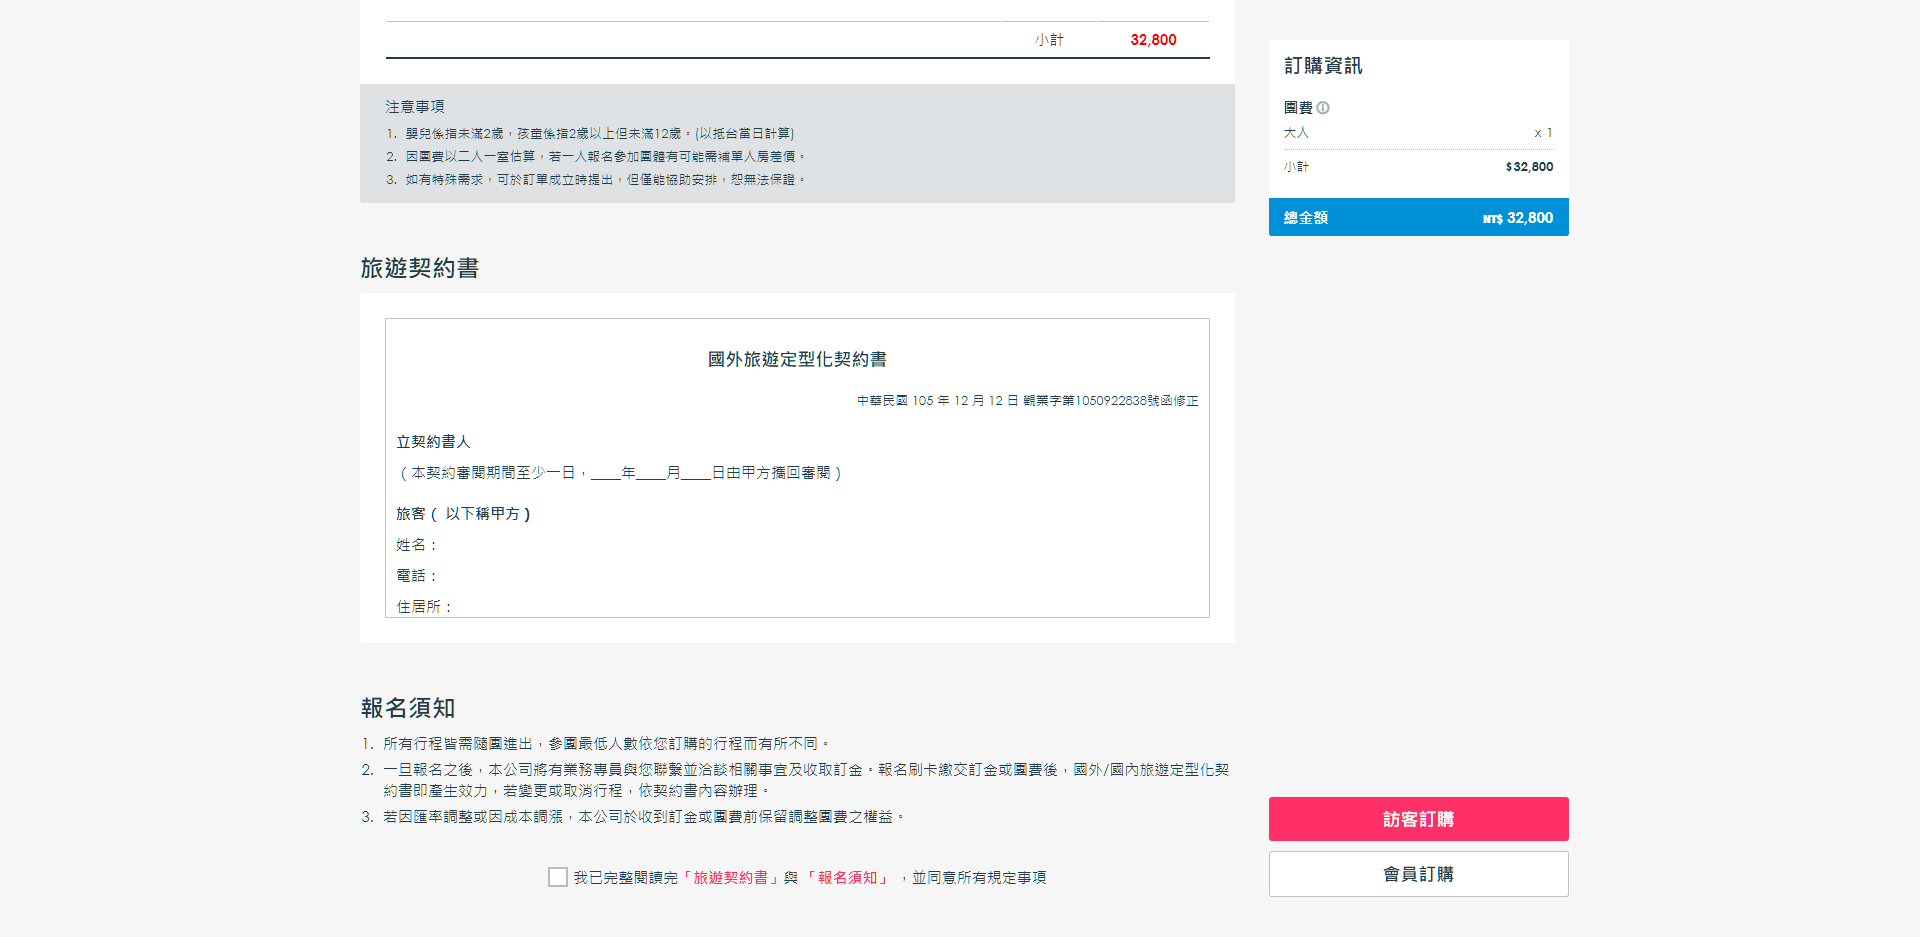 小計 32,800
注意事項
1. 嬰兒係指未滿2歲，孩童係指2歲以上但未滿12歲。(以抵台當日計算)
2. 因團費以二人一室估算，若一人報名參加團體有可能需補單人房差價。
3. 如有特殊需求，可於訂單成立時提出，但僅能協助安排，恕無法保證。
旅遊契約書
國外旅遊定型化契約書
中華民國 105 年 12 月 12 日 觀業字第1050922838號函修正
立契約書人
（本契約審閱期間至少一日，____年____月____日由甲方攜回審閱）
旅客（ 以下稱甲方）
姓名：
電話：
住居所：
報名須知
1. 所有行程皆需隨團進出，參團最低人數依您訂購的行程而有所不同。
2. 一旦報名之後，本公司將有業務專員與您聯繫並洽談相關事宜及收取訂金。報名刷卡繳交訂金或團費後，國外/國內旅遊定型化契
約書即產生效力，若變更或取消行程，依契約書內容辦理。
3. 若因匯率調整或因成本調漲，本公司於收到訂金或團費前保留調整團費之權益。
我已完整閱讀完「旅遊契約書」與「報名須知」，並同意所有規定事項
訂購資訊
團費
大人 x 1
小計 $32,800
總金額 NT$ 32,800
訪客訂購
會員訂購